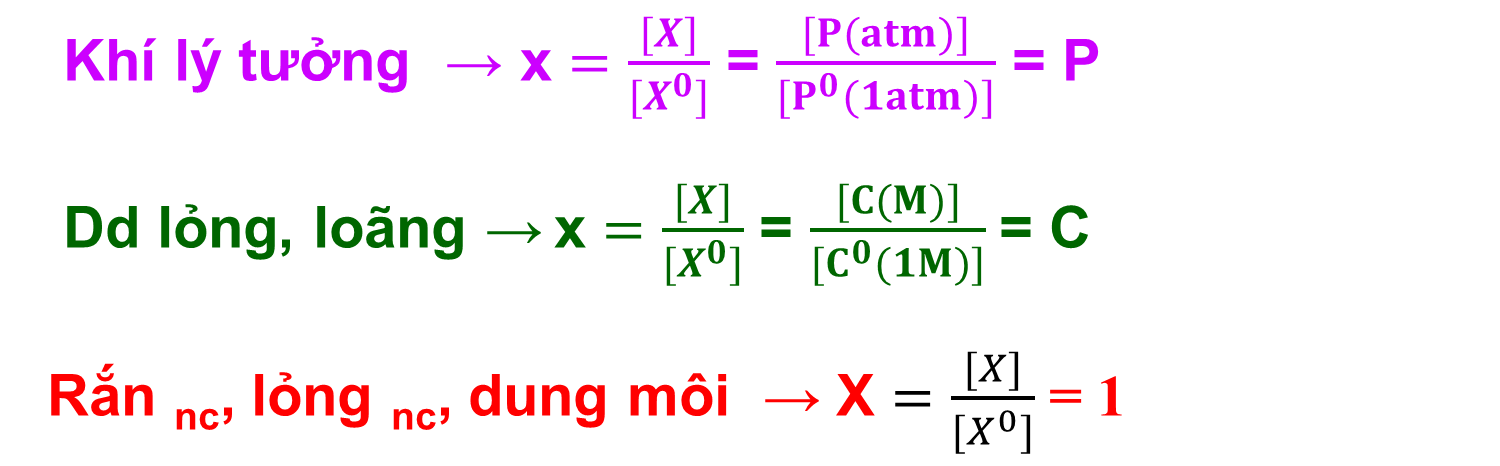 Khí lý tưởng → x = [X]/[X⁰] = [P(atm)]/[P⁰(1atm)] = P
Dd lỏng, loãng → x = [X]/[X⁰] = [C(M)]/[C⁰(1M)] = C
Rắn nc, lỏng nc, dung môi → X = [X]/[X⁰] = 1